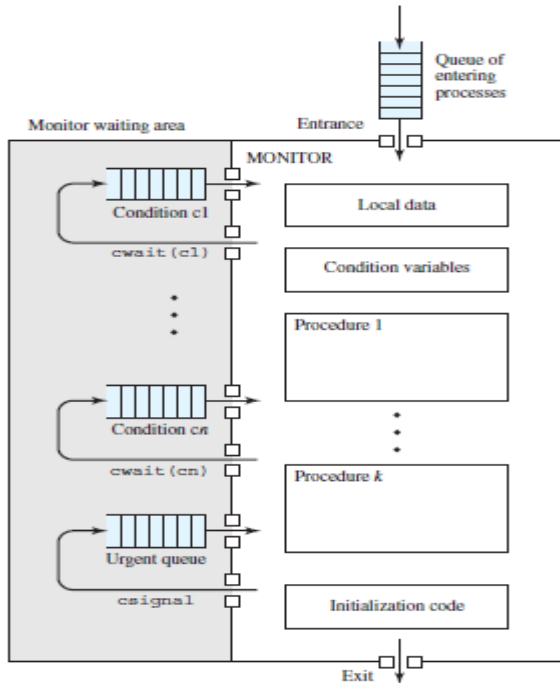 Queue of
entering
processes
Monitor waiting area
Entrance
MONITOR
Condition c1
Local data
cwait(c1)
Condition variables
Procedure 1
Condition cn
cwait(cn)
Procedure k
Urgent queue
csignal
Initialization code
Exit